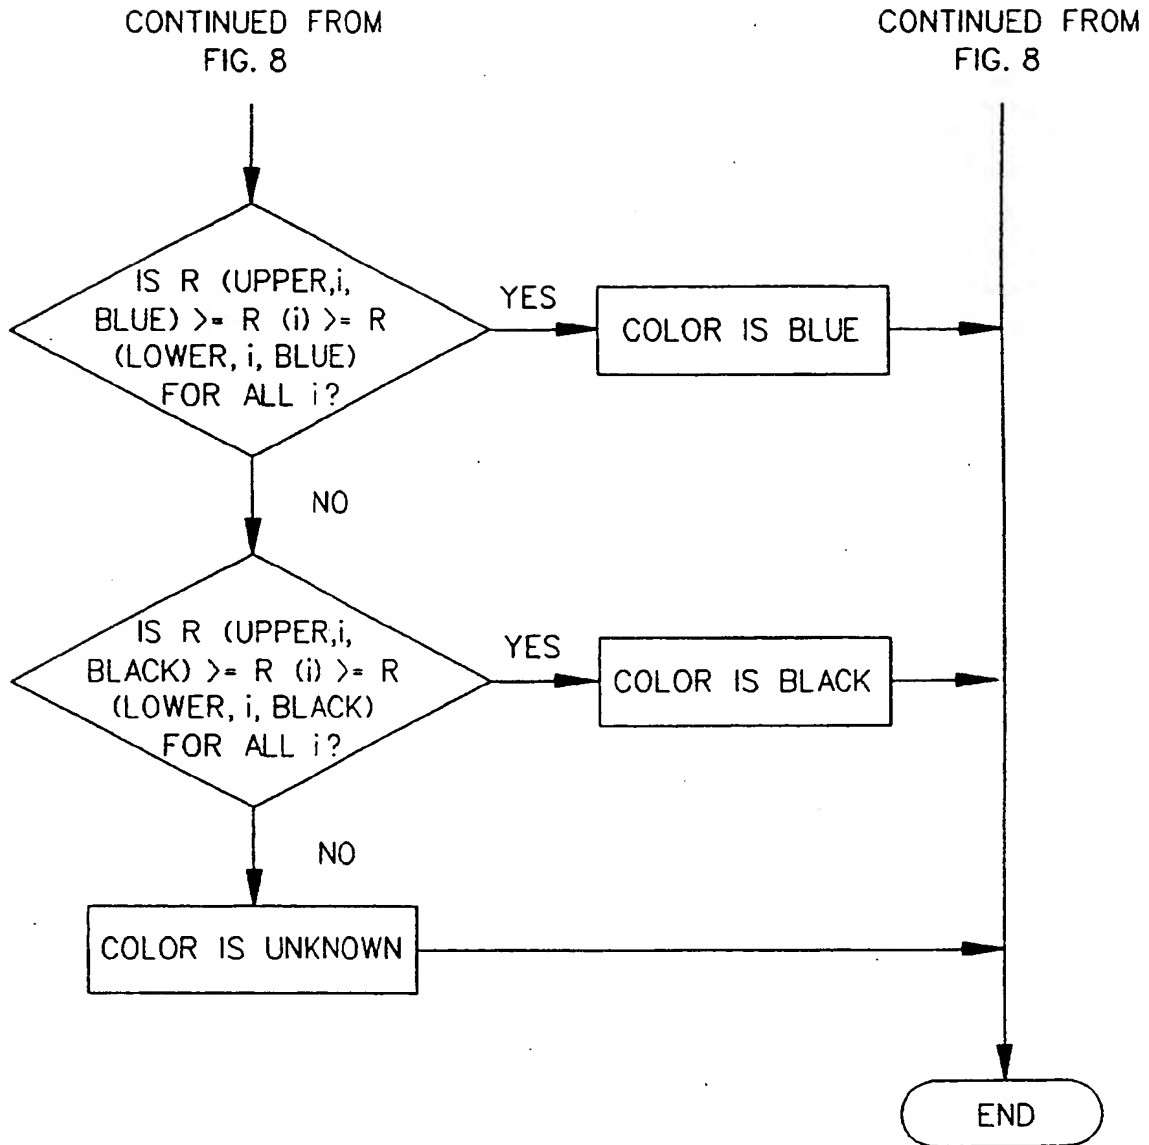 CONTINUED FROM
FIG. 8
CONTINUED FROM
FIG. 8
IS R (UPPER,i,
BLUE) >= R (i) >= R
(LOWER, i, BLUE)
FOR ALL i?
YES
COLOR IS BLUE
NO
IS R (UPPER,i,
BLACK) >= R (i) >= R
(LOWER, i, BLACK)
FOR ALL i?
YES
COLOR IS BLACK
NO
COLOR IS UNKNOWN
END